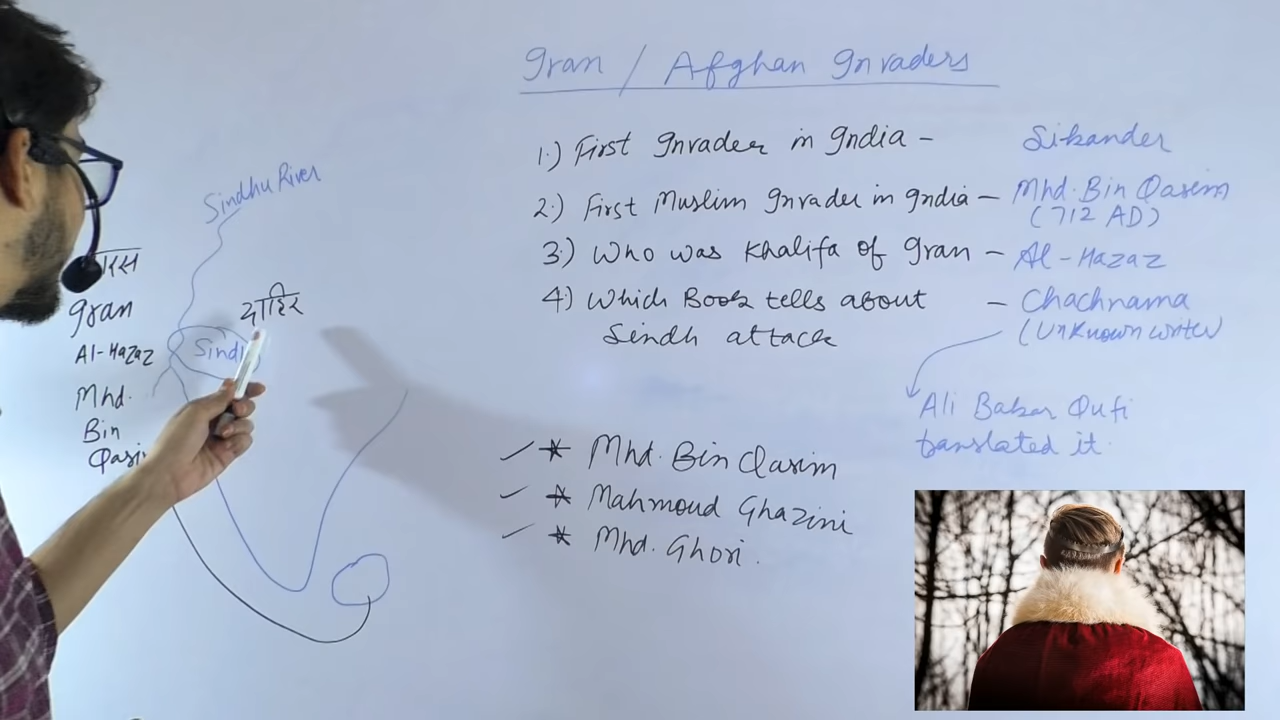 Iran / Afghan Invaders
1.) First Invader in India - Sikander
2.) First Muslim Invader in India - Mhd. Bin Qasim
(712 AD)
3.) Who was Khalifa of Iran - Al-Hazaz
4) Which Book tells about - Chachnama
Sindh attack (Unknown writer)
Ali Bakar Qufi
translated it.
* Mhd. Bin Qasim
* Mahmoud Ghazini
* Mhd. Ghori.
Sindhu River
दाहिर
Sind
Iran
Al-Hazaz
Mhd.
Bin
Qasi